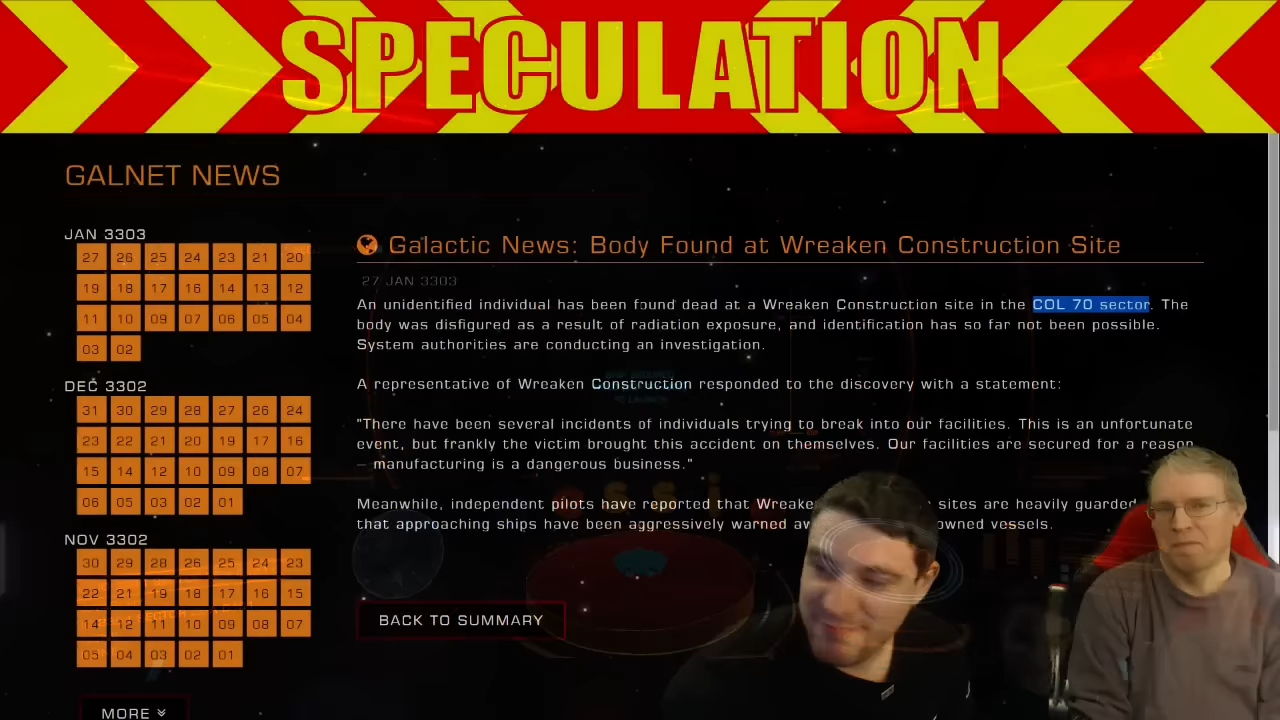 SPECULATION
GALNET NEWS
JAN 3303
27 26 25 24 23 21 20
19 18 17 16 14 13 12
11 10 09 07 06 05 04
03 02
DEC 3302
31 30 29 28 27 26 24
23 22 21 20 19 17 16
15 14 12 10 09 08 07
06 05 03 02 01
NOV 3302
30 29 28 26 25 24 23
22 21 19 18 17 16 15
14 12 11 10 09 08 07
05 04 03 02 01
MORE
Galactic News: Body Found at Wreaken Construction Site
27 JAN 3303
An unidentified individual has been found dead at a Wreaken Construction site in the COL 70 sector. The
body was disfigured as a result of radiation exposure, and identification has so far not been possible.
System authorities are conducting an investigation.
A representative of Wreaken Construction responded to the discovery with a statement:
"There have been several incidents of individuals trying to break into our facilities. This is an unfortunate
event, but frankly the victim brought this accident on themselves. Our facilities are secured for a reason
– manufacturing is a dangerous business."
Meanwhile, independent pilots have reported that sites are heavily guarded
that approaching ships have been aggressively warned owned vessels.
BACK TO SUMMARY